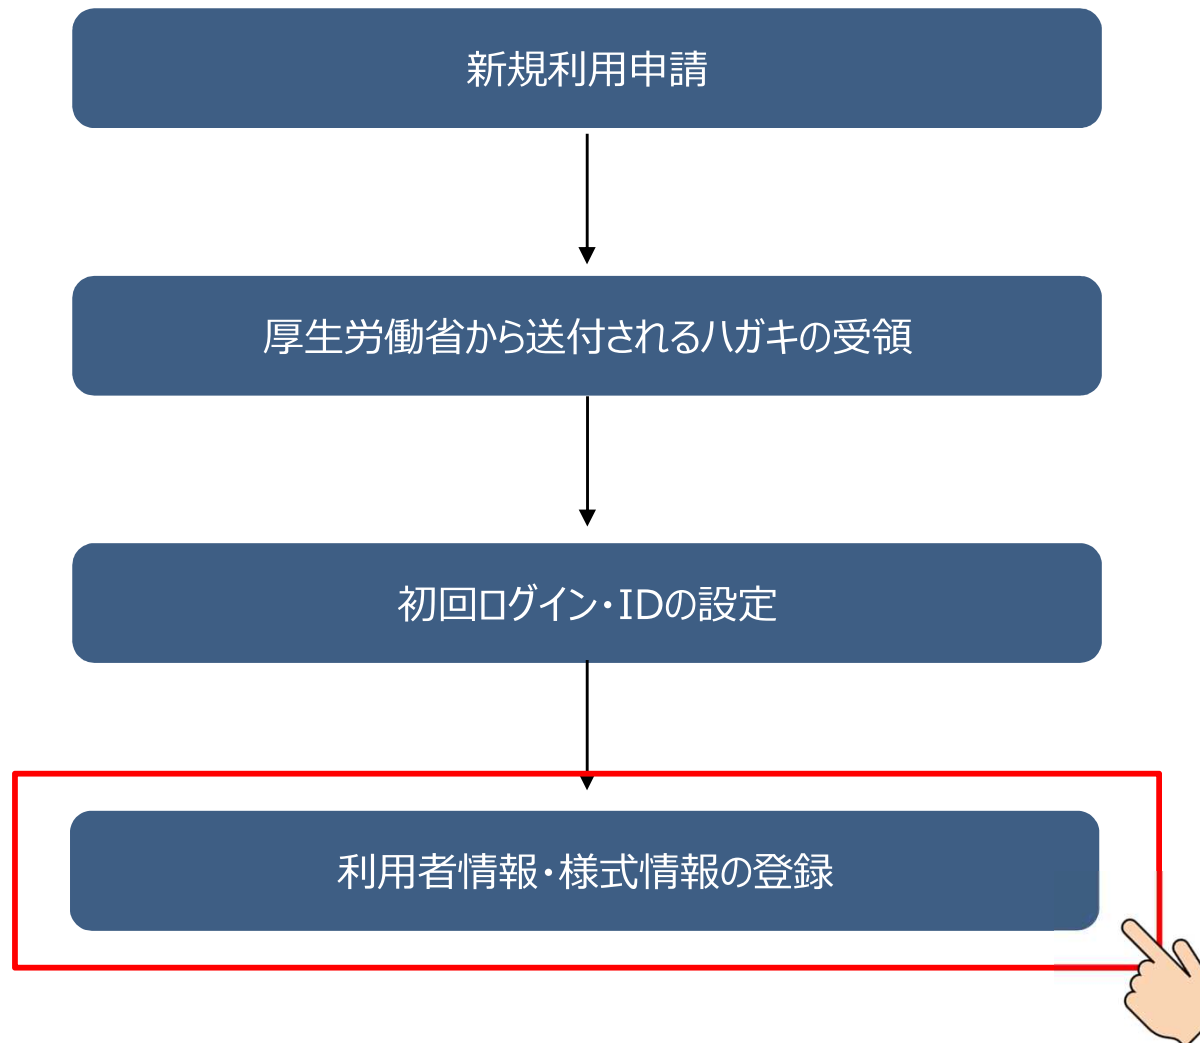 新規利用申請
厚生労働省から送付されるハガキの受領
初回ログイン・IDの設定
利用者情報・様式情報の登録